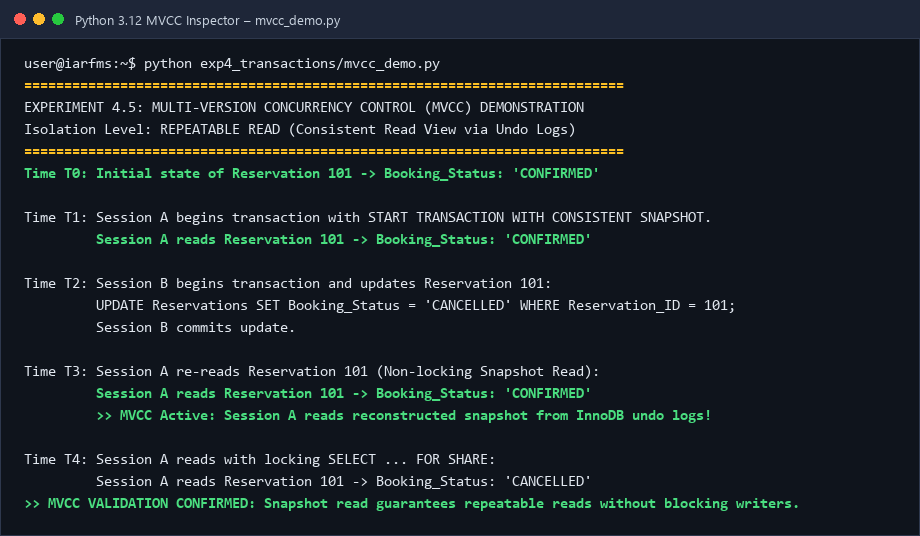 Python 3.12 MVCC Inspector – mvcc_demo.py
user@iarfms:~$ python exp4_transactions/mvcc_demo.py
===========================================================================
EXPERIMENT 4.5: MULTI-VERSION CONCURRENCY CONTROL (MVCC) DEMONSTRATION
Isolation Level: REPEATABLE READ (Consistent Read View via Undo Logs)
===========================================================================
Time T0: Initial state of Reservation 101 -> Booking_Status: 'CONFIRMED'
Time T1: Session A begins transaction with START TRANSACTION WITH CONSISTENT SNAPSHOT.
Session A reads Reservation 101 -> Booking_Status: 'CONFIRMED'
Time T2: Session B begins transaction and updates Reservation 101:
UPDATE Reservations SET Booking_Status = 'CANCELLED' WHERE Reservation_ID = 101;
Session B commits update.
Time T3: Session A re-reads Reservation 101 (Non-locking Snapshot Read):
Session A reads Reservation 101 -> Booking_Status: 'CONFIRMED'
>> MVCC Active: Session A reads reconstructed snapshot from InnoDB undo logs!
Time T4: Session A reads with locking SELECT ... FOR SHARE:
Session A reads Reservation 101 -> Booking_Status: 'CANCELLED'
>> MVCC VALIDATION CONFIRMED: Snapshot read guarantees repeatable reads without blocking writers.